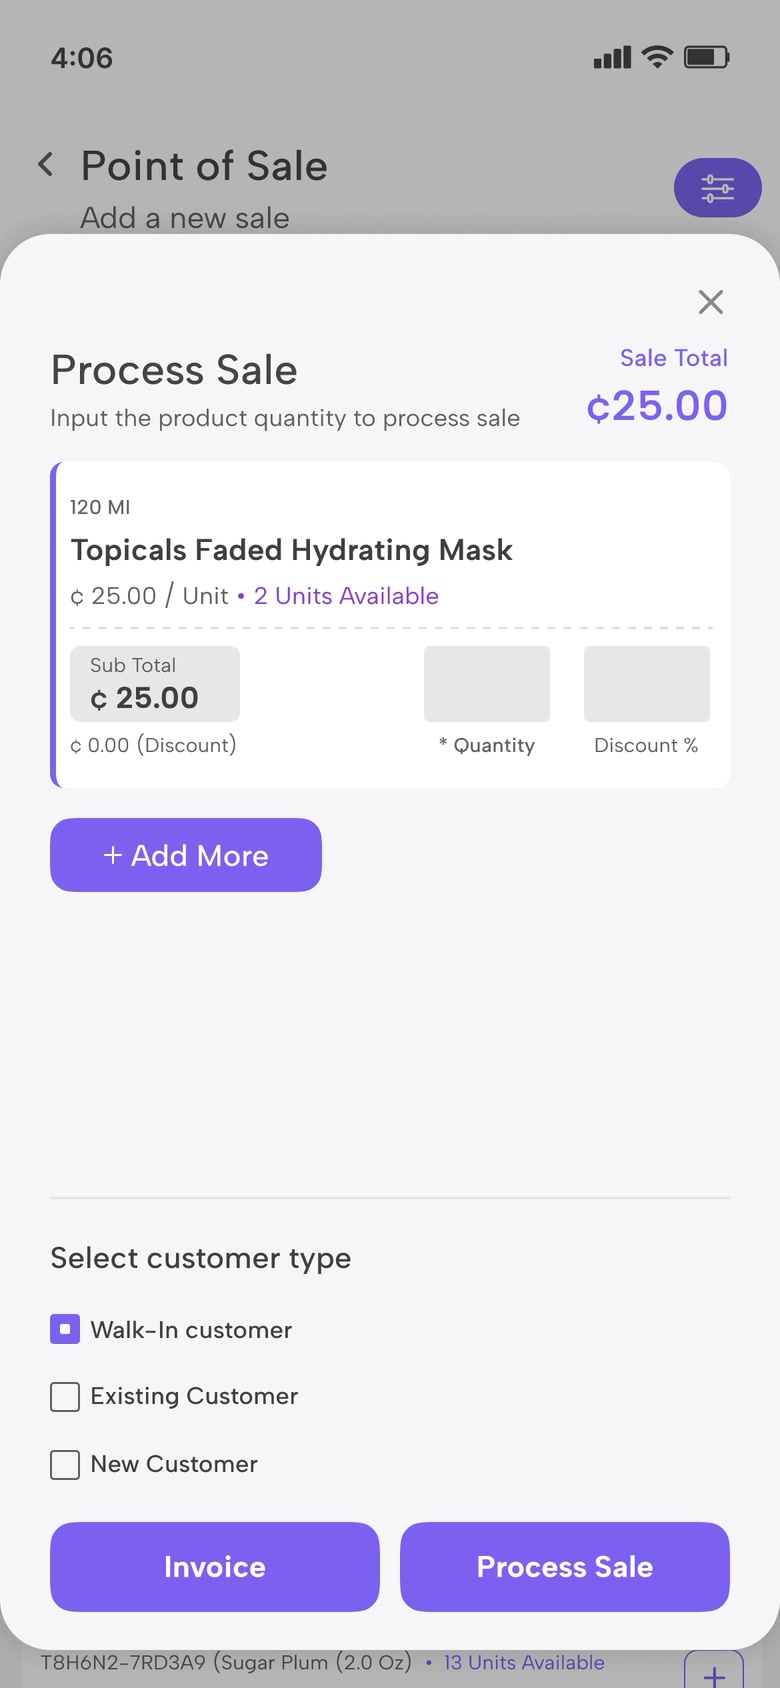 4:06
Point of Sale
Add a new sale
Process Sale
Input the product quantity to process sale
Sale Total
¢25.00
120 Ml
Topicals Faded Hydrating Mask
¢ 25.00 / Unit • 2 Units Available
Sub Total
¢ 25.00
¢ 0.00 (Discount)
* Quantity
Discount %
+ Add More
Select customer type
Walk-In customer
Existing Customer
New Customer
Invoice
Process Sale
T8H6N2-7RD3A9 (Sugar Plum (2.0 Oz) • 13 Units Available